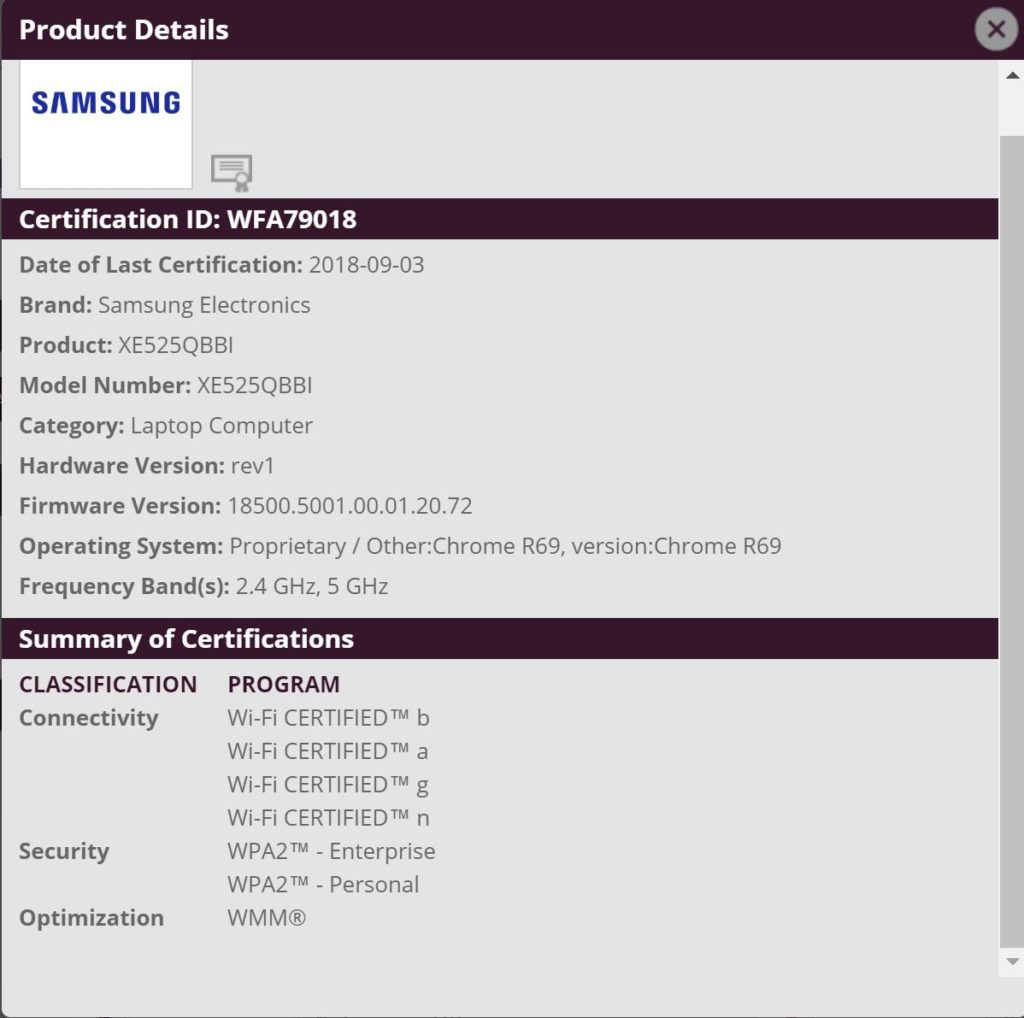 Product Details
SAMSUNG
Certification ID: WFA79018
Date of Last Certification: 2018-09-03
Brand: Samsung Electronics
Product: XE525QBBI
Model Number: XE525QBBI
Category: Laptop Computer
Hardware Version: rev1
Firmware Version: 18500.5001.00.01.20.72
Operating System: Proprietary / Other:Chrome R69, version:Chrome R69
Frequency Band(s): 2.4 GHz, 5 GHz
Summary of Certifications
CLASSIFICATION PROGRAM
Connectivity Wi-Fi CERTIFIED™ b
Wi-Fi CERTIFIED™ a
Wi-Fi CERTIFIED™ g
Wi-Fi CERTIFIED™ n
Security WPA2™ - Enterprise
WPA2™ - Personal
Optimization WMM®